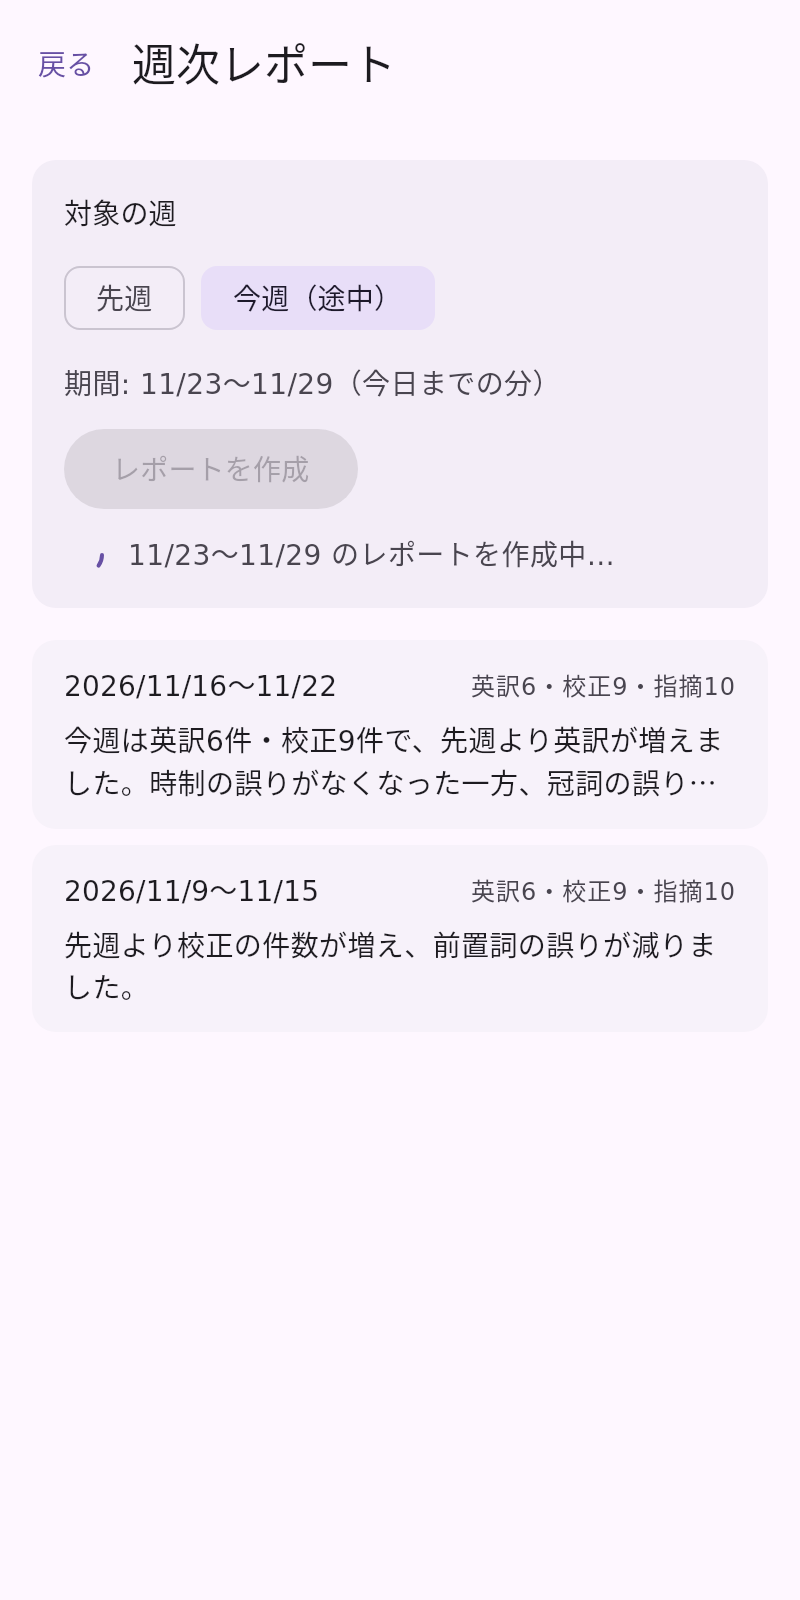 戻る 週次レポート
対象の週
先週 今週（途中）
期間: 11/23〜11/29（今日までの分）
レポートを作成
11/23〜11/29 のレポートを作成中…
2026/11/16〜11/22 英訳6・校正9・指摘10
今週は英訳6件・校正9件で、先週より英訳が増えま
した。時制の誤りがなくなった一方、冠詞の誤り…
2026/11/9〜11/15 英訳6・校正9・指摘10
先週より校正の件数が増え、前置詞の誤りが減りま
した。